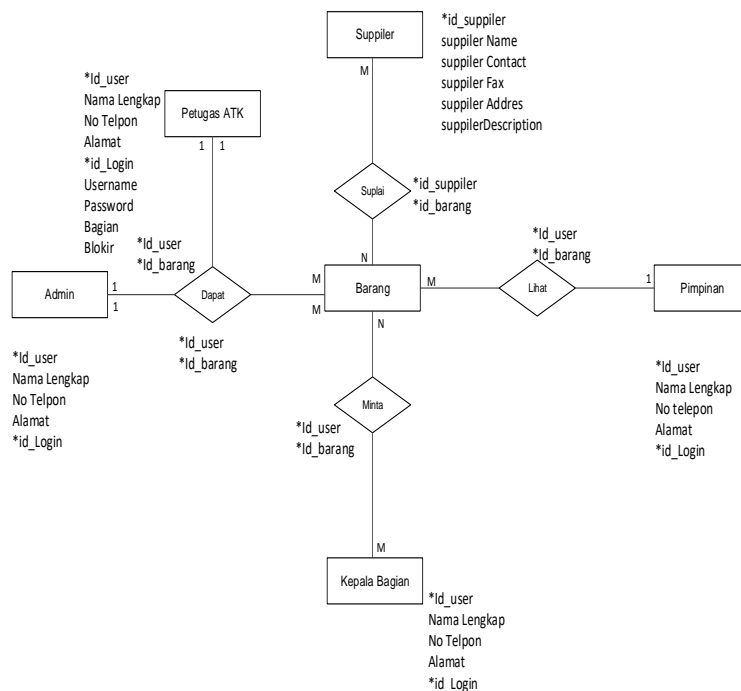 Suppiler
*id_suppiler
suppiler Name
suppiler Contact
suppiler Fax
suppiler Addres
suppilerDescription
M
*Id_user
Nama Lengkap
No Telpon
Alamat
*id_Login
Username
Password
Bagian
Blokir
Petugas ATK
1 1
Suplai
*id_suppiler
*id_barang
N
*Id_user
*Id_barang
Admin
1
1
Dapat
M
M
Barang
M
*Id_user
*Id_barang
Lihat
1
Pimpinan
*Id_user
*Id_barang
N
*Id_user
Nama Lengkap
No Telpon
Alamat
*id_Login
*Id_user
Nama Lengkap
No telepon
Alamat
*id_Login
Minta
*Id_user
*Id_barang
M
Kepala Bagian
*Id_user
Nama Lengkap
No Telpon
Alamat
*id_Login